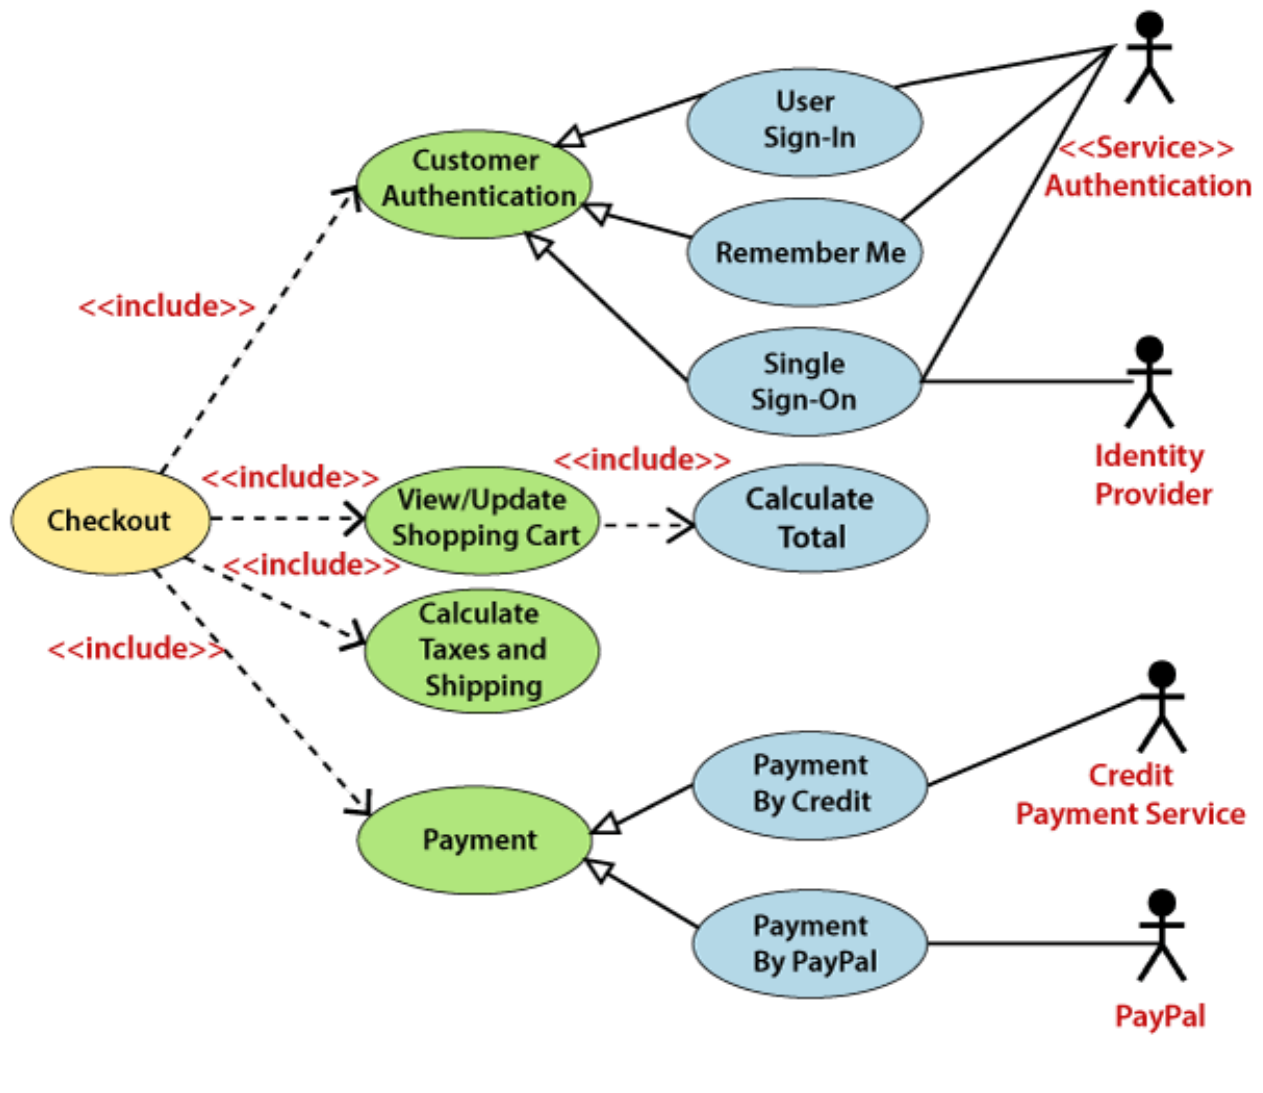 User
Sign-In
<<Service>>
Authentication
Customer
Authentication
Remember Me
<<include>>
Single
Sign-On
Identity
Provider
<<include>>
<<include>>
Checkout
View/Update
Shopping Cart
Calculate
Total
<<include>>
Calculate
Taxes and
Shipping
<<include>>
Payment
By Credit
Credit
Payment Service
Payment
Payment
By PayPal
PayPal